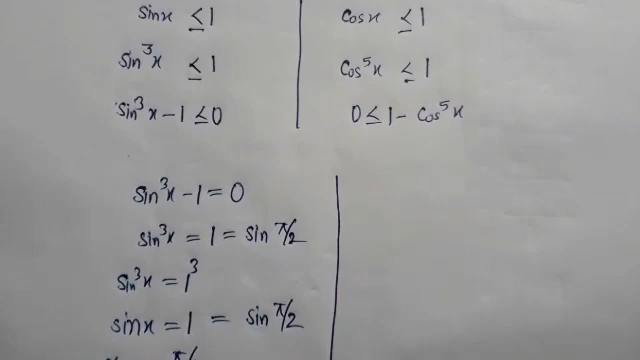 sinx ≤ 1
sin³x ≤ 1
sin³x - 1 ≤ 0
cosx ≤ 1
cos⁵x ≤ 1
0 ≤ 1 - cos⁵x
sin³x - 1 = 0
sin³x = 1 = sin π/2
sin³x = 1³
sinx = 1 = sin π/2